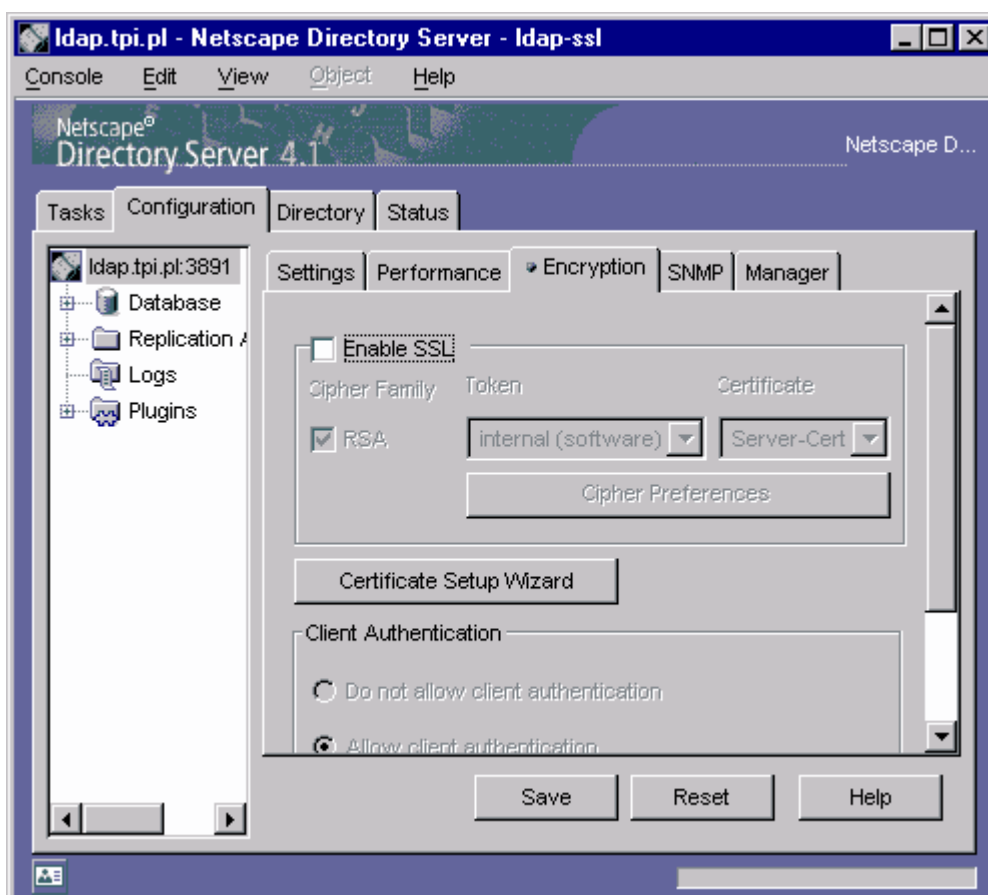 ldap.tpi.pl - Netscape Directory Server - ldap-ssl
Console Edit View Object Help
Netscape®
Directory Server 4.1
Netscape D...
Tasks Configuration Directory Status
ldap.tpi.pl:3891
Database
Replication A
Logs
Plugins
Settings Performance Encryption SNMP Manager
Enable SSL
Cipher Family Token Certificate
RSA internal (software) Server-Cert
Cipher Preferences
Certificate Setup Wizard
Client Authentication
Do not allow client authentication
Allow client authentication
Save Reset Help